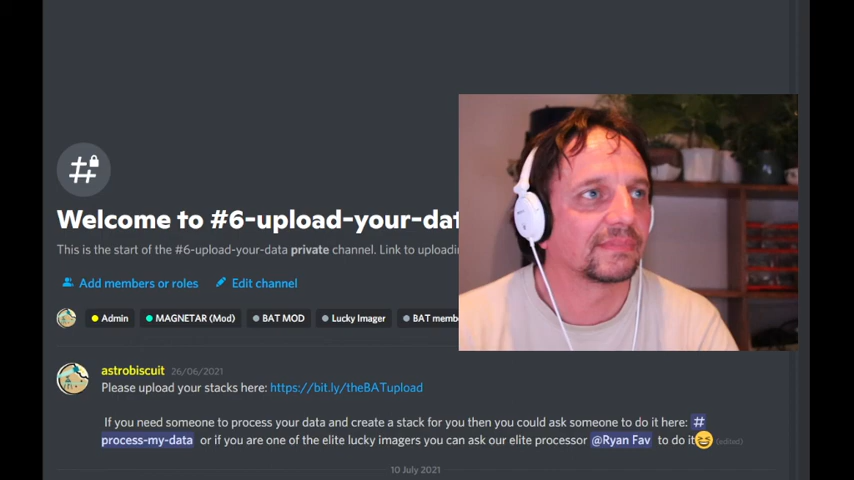 Welcome to #6-upload-your-dat
This is the start of the #6-upload-your-data private channel. Link to uploadin
Add members or roles
Edit channel
Admin
MAGNETAR (Mod)
BAT MOD
Lucky Imager
BAT memb
astrobiscuit 26/06/2021
Please upload your stacks here: https://bit.ly/theBATupload
If you need someone to process your data and create a stack for you then you could ask someone to do it here: #
process-my-data or if you are one of the elite lucky imagers you can ask our elite processor @Ryan Fav to do it😆 (edited)
10 July 2021